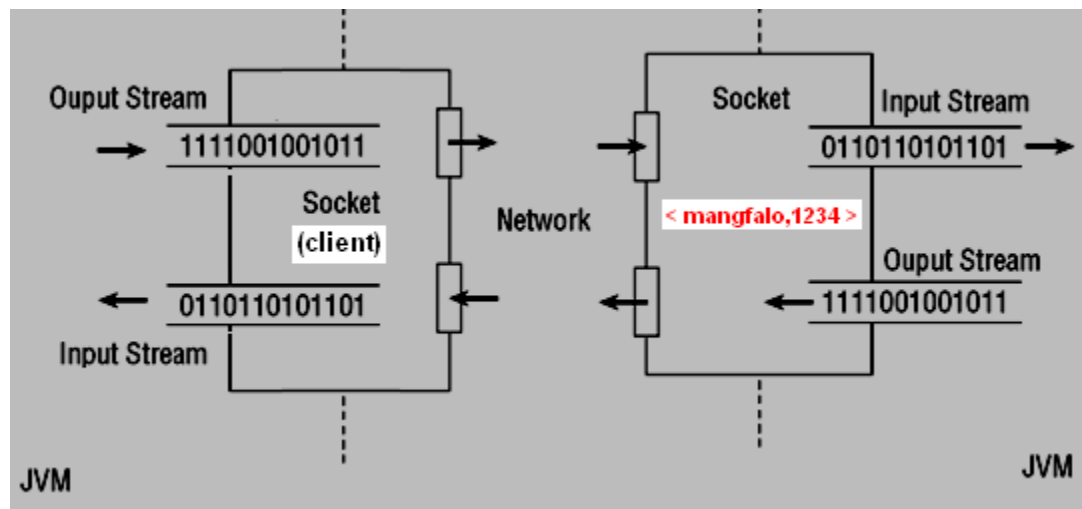 Ouput Stream
1111001001011
Socket
(client)
0110110101101
Input Stream
JVM
Network
Socket
Input Stream
0110110101101
< mangfalo,1234 >
Ouput Stream
1111001001011
JVM